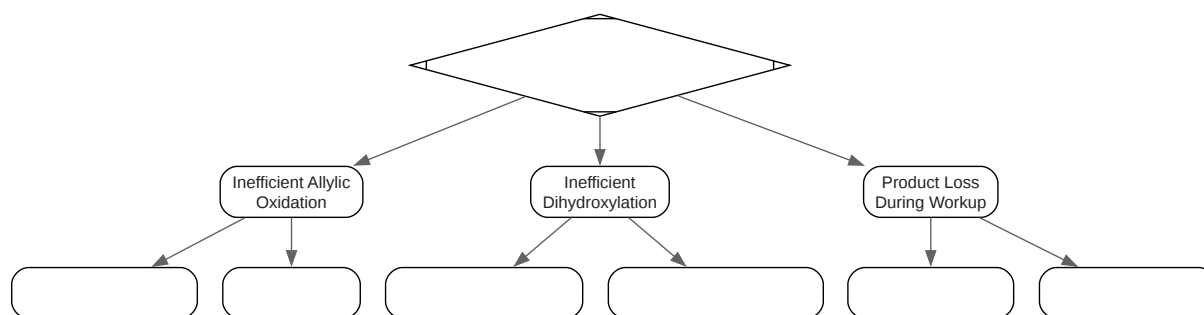 Inefficient Allylic
Oxidation
Inefficient
Dihydroxylation
Product Loss
During Workup